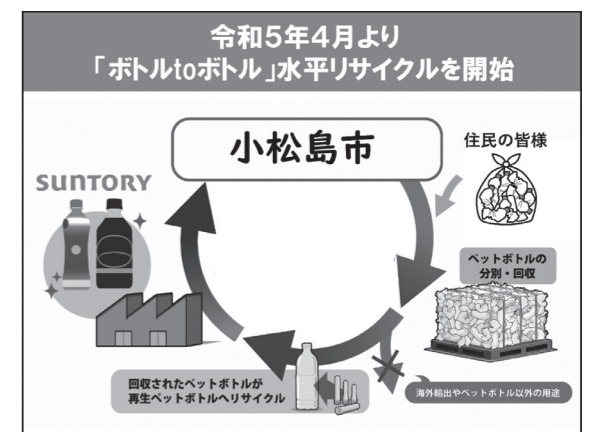 令和5年4月より
「ボトルtoボトル」水平リサイクルを開始
小松島市
住民の皆様
SUNTORY
ペットボトルの
分別・回収
回収されたペットボトルが
再生ペットボトルへリサイクル
海外輸出やペットボトル以外の用途